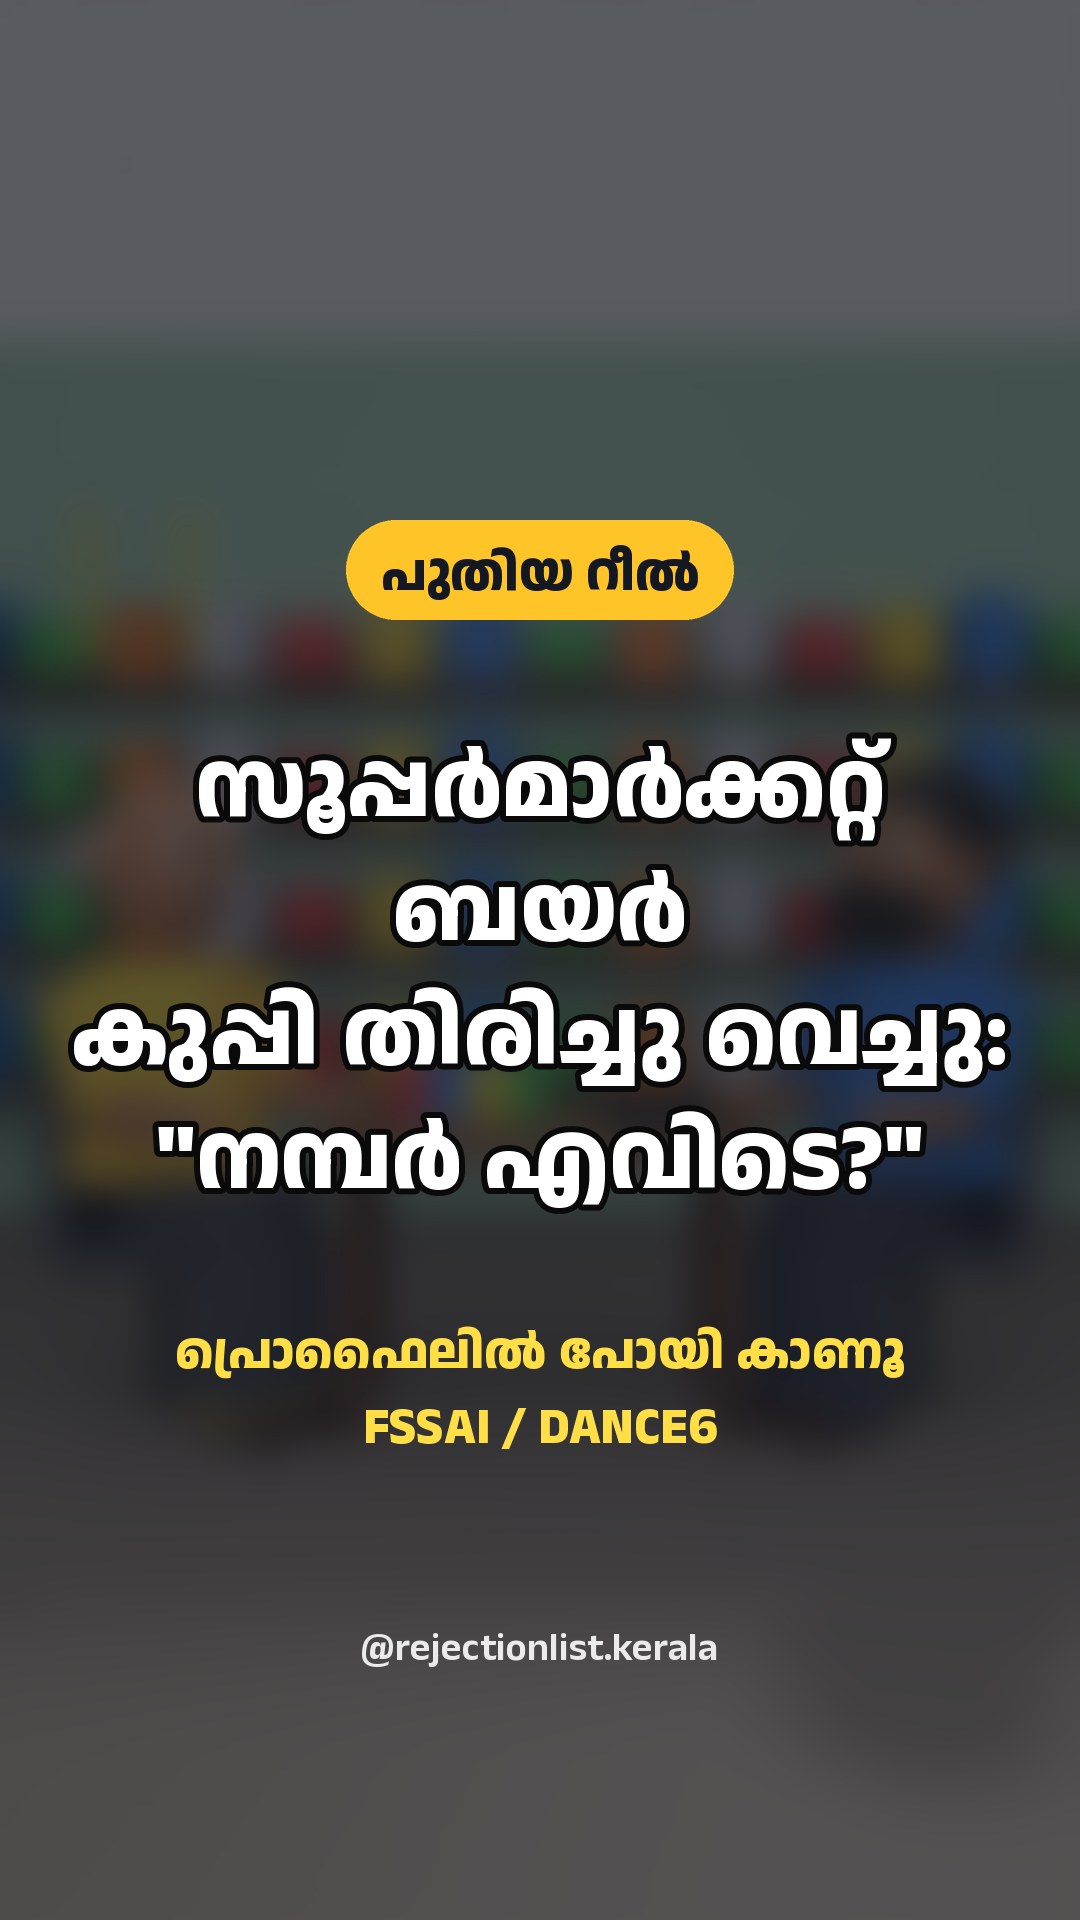 പുതിയ റീൽ
സൂപ്പർമാർക്കറ്റ്
ബയർ
കുപ്പി തിരിച്ചു വെച്ചു:
"നമ്പർ എവിടെ?"
പ്രൊഫൈലിൽ പോയി കാണൂ
FSSAI / DANCE6
@rejectionlist.kerala